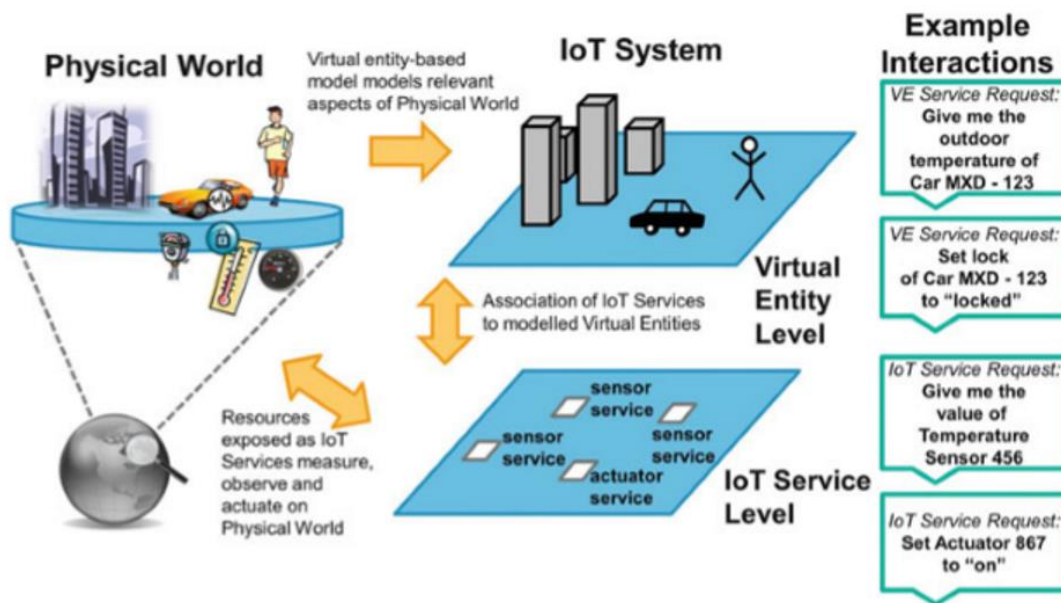 Physical World
Virtual entity-based
model models relevant
aspects of Physical World
IoT System
Example
Interactions
VE Service Request:
Give me the
outdoor
temperature of
Car MXD - 123
VE Service Request:
Set lock
of Car MXD - 123
to “locked”
Virtual
Entity
Level
Association of IoT Services
to modelled Virtual Entities
Resources
exposed as IoT
Services measure,
observe and
actuate on
Physical World
sensor
service
sensor
service
sensor
service
actuator
service
IoT Service
Level
IoT Service Request:
Give me the
value of
Temperature
Sensor 456
IoT Service Request:
Set Actuator 867
to “on”